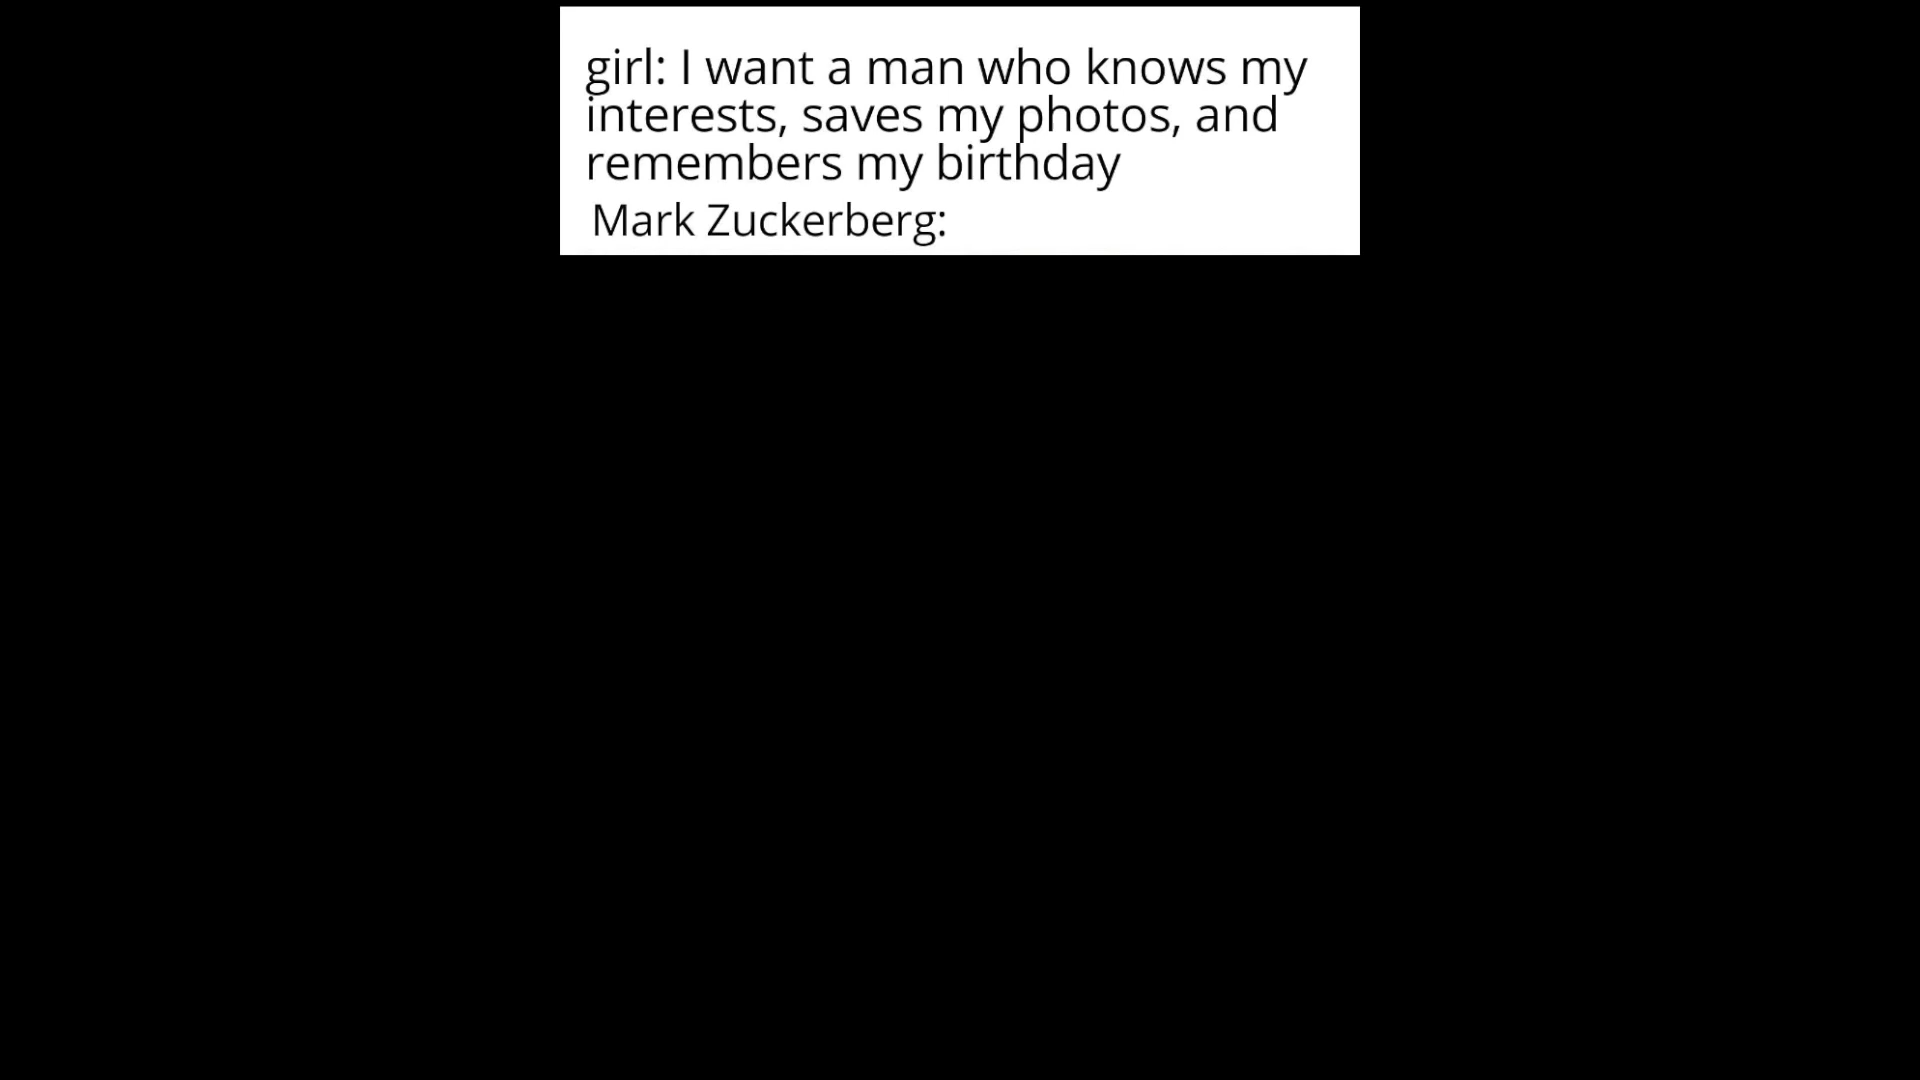 girl: I want a man who knows my
interests, saves my photos, and
remembers my birthday
Mark Zuckerberg: